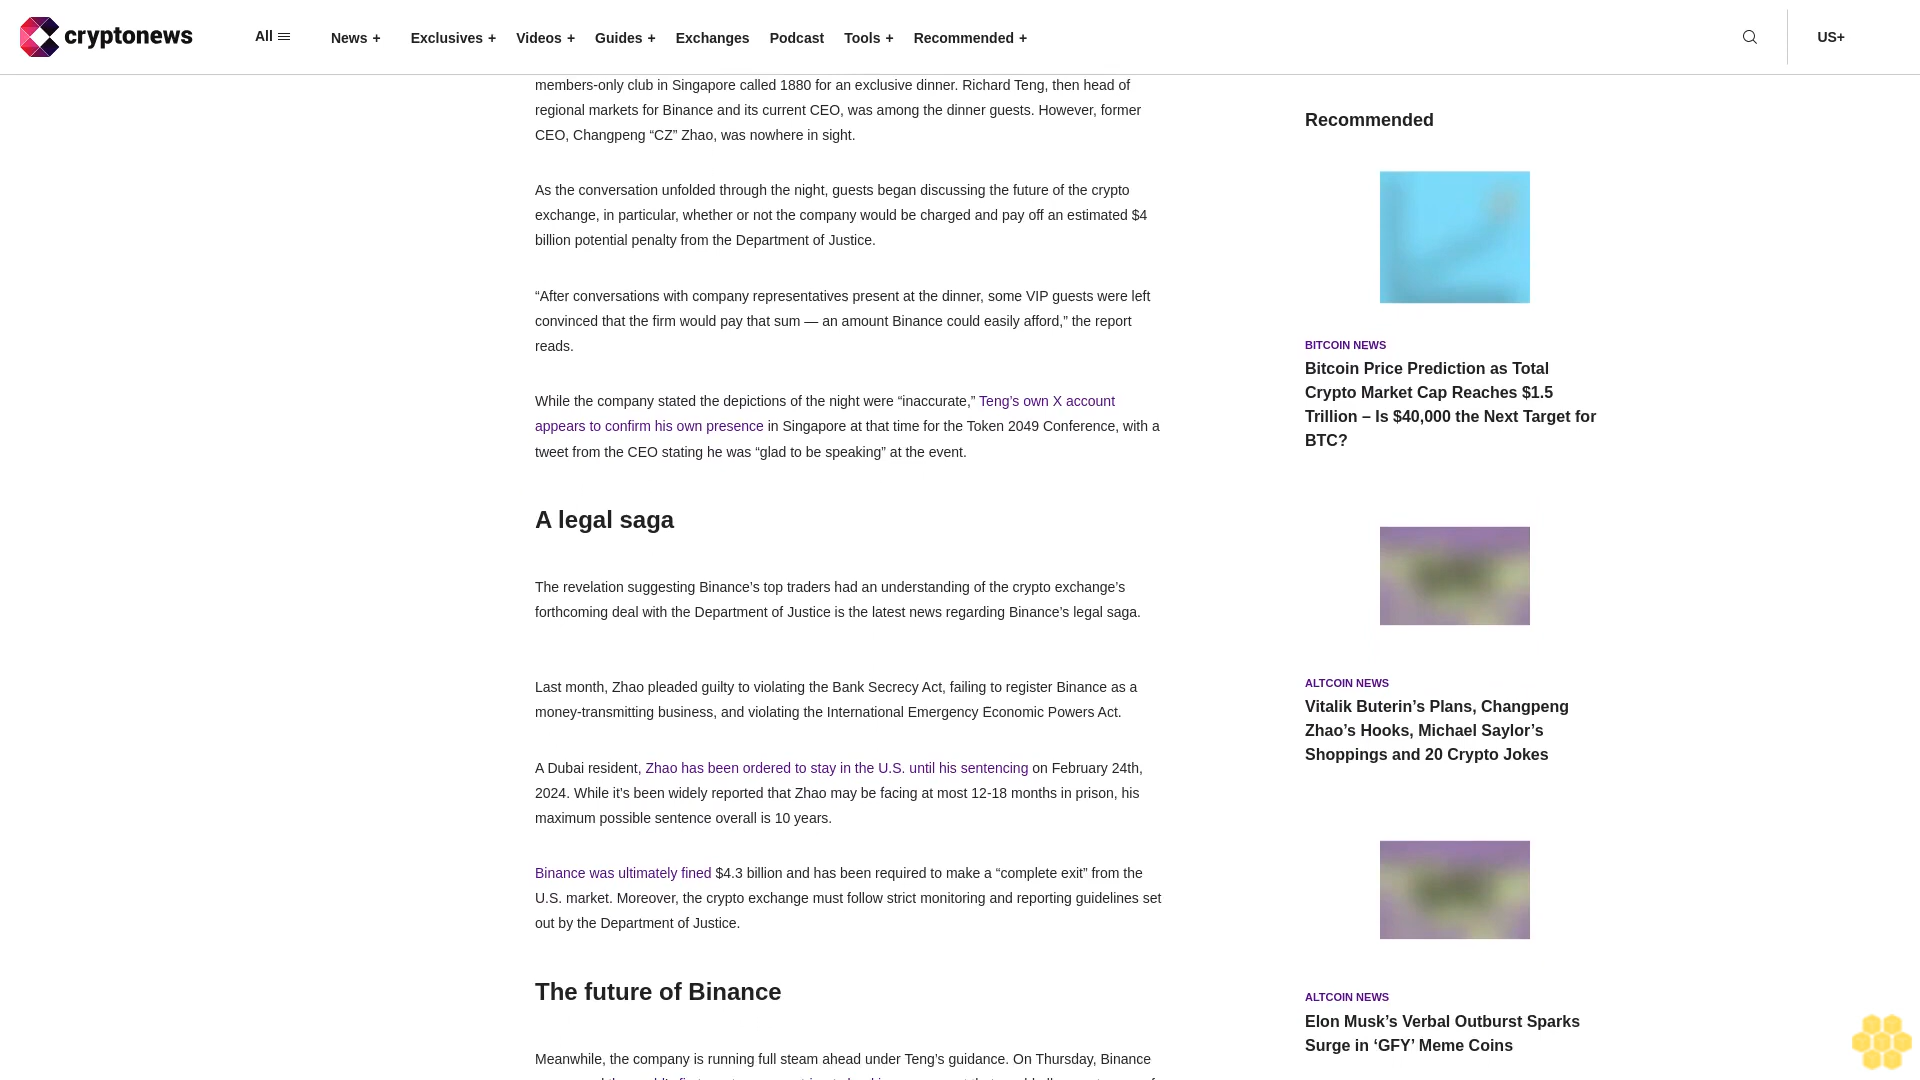 cryptonews
All
News +
Exclusives +
Videos +
Guides +
Exchanges
Podcast
Tools +
Recommended +
US+
members-only club in Singapore called 1880 for an exclusive dinner. Richard Teng, then head of
regional markets for Binance and its current CEO, was among the dinner guests. However, former
CEO, Changpeng “CZ” Zhao, was nowhere in sight.
As the conversation unfolded through the night, guests began discussing the future of the crypto
exchange, in particular, whether or not the company would be charged and pay off an estimated $4
billion potential penalty from the Department of Justice.
“After conversations with company representatives present at the dinner, some VIP guests were left
convinced that the firm would pay that sum — an amount Binance could easily afford,” the report
reads.
While the company stated the depictions of the night were “inaccurate,” Teng’s own X account
appears to confirm his own presence in Singapore at that time for the Token 2049 Conference, with a
tweet from the CEO stating he was “glad to be speaking” at the event.
A legal saga
The revelation suggesting Binance’s top traders had an understanding of the crypto exchange’s
forthcoming deal with the Department of Justice is the latest news regarding Binance’s legal saga.
Last month, Zhao pleaded guilty to violating the Bank Secrecy Act, failing to register Binance as a
money-transmitting business, and violating the International Emergency Economic Powers Act.
A Dubai resident, Zhao has been ordered to stay in the U.S. until his sentencing on February 24th,
2024. While it’s been widely reported that Zhao may be facing at most 12-18 months in prison, his
maximum possible sentence overall is 10 years.
Binance was ultimately fined $4.3 billion and has been required to make a “complete exit” from the
U.S. market. Moreover, the crypto exchange must follow strict monitoring and reporting guidelines set
out by the Department of Justice.
The future of Binance
Meanwhile, the company is running full steam ahead under Teng’s guidance. On Thursday, Binance
Recommended
BITCOIN NEWS
Bitcoin Price Prediction as Total
Crypto Market Cap Reaches $1.5
Trillion – Is $40,000 the Next Target for
BTC?
ALTCOIN NEWS
Vitalik Buterin’s Plans, Changpeng
Zhao’s Hooks, Michael Saylor’s
Shoppings and 20 Crypto Jokes
ALTCOIN NEWS
Elon Musk’s Verbal Outburst Sparks
Surge in ‘GFY’ Meme Coins